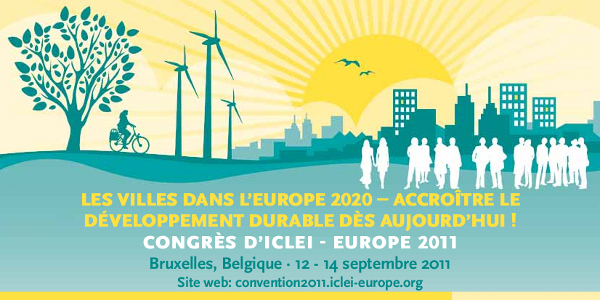 LES VILLES DANS L'EUROPE 2020 – ACCROÎTRE LE
DÉVELOPPEMENT DURABLE DÈS AUJOURD'HUI !
CONGRÈS D'ICLEI - EUROPE 2011
Bruxelles, Belgique · 12 - 14 septembre 2011
Site web: convention2011.iclei-europe.org